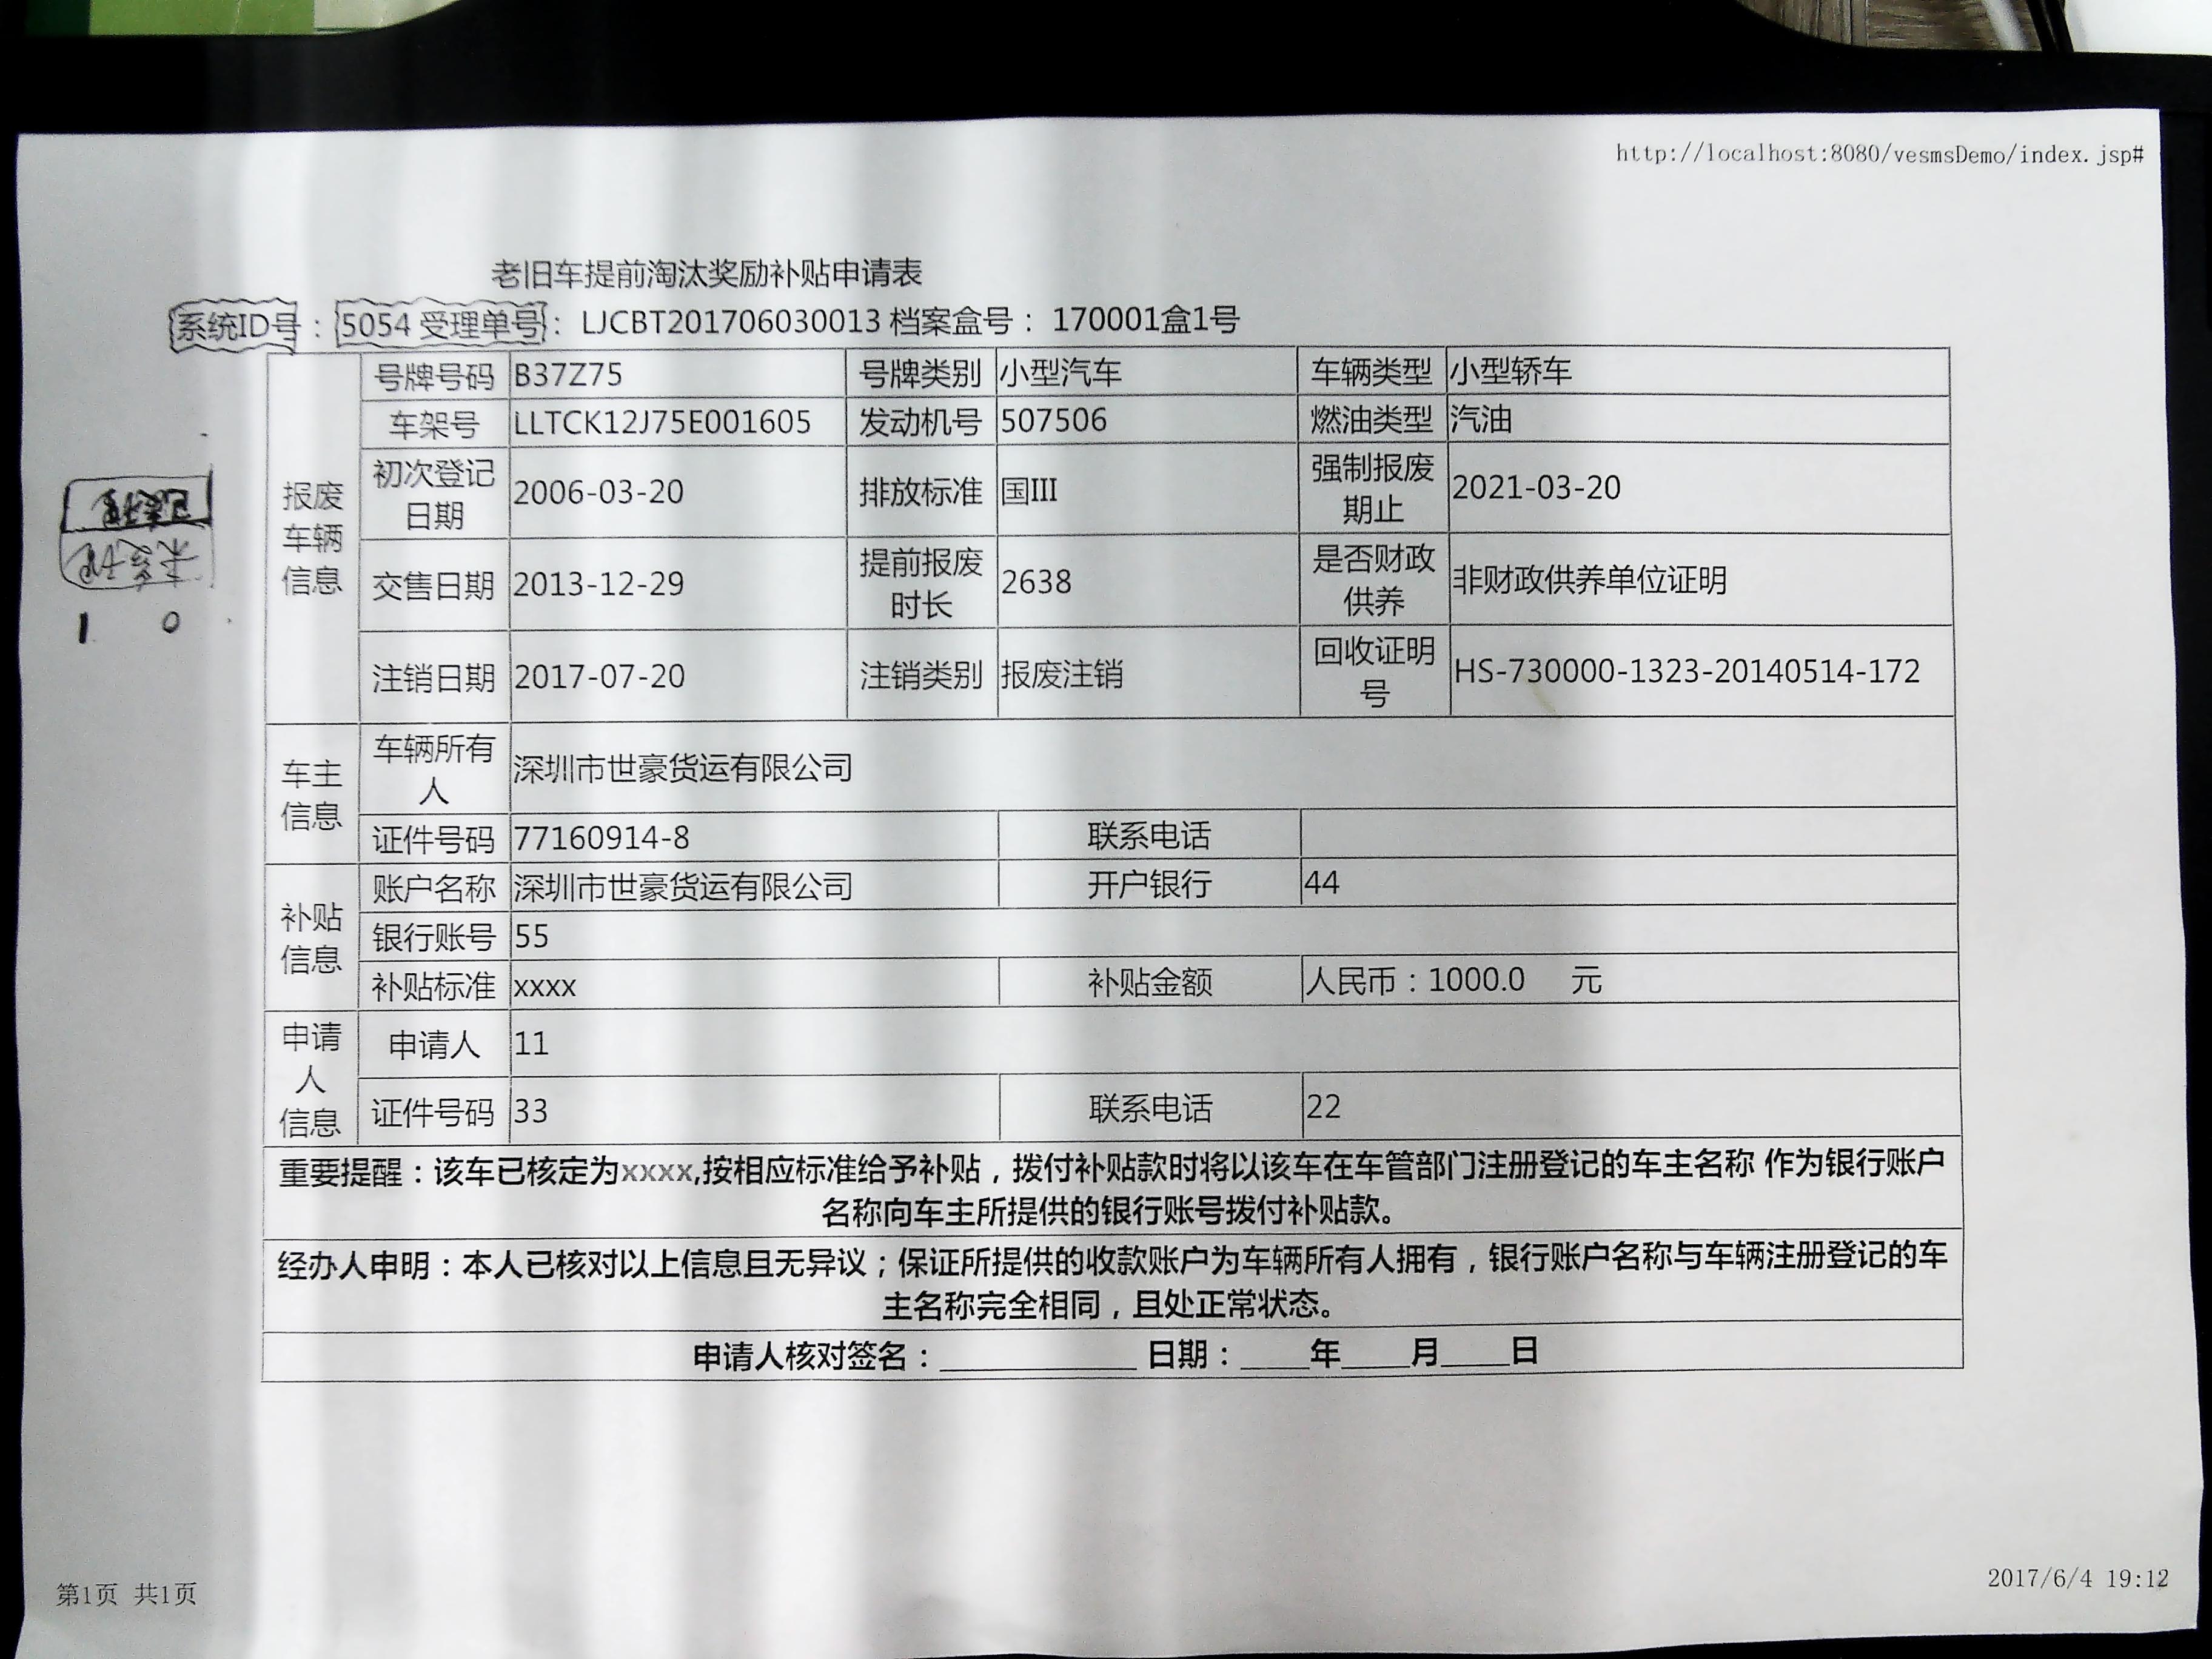 http://localhost:8080/vesmsDemo/index.jsp#
老旧车提前淘汰奖励补贴申请表
系统ID号：5054 受理单号：LJCBT201706030013 档案盒号：170001盒1号
报废车辆信息
号牌号码 B37Z75 号牌类别 小型汽车 车辆类型 小型轿车
车架号 LLTCK12J75E001605 发动机号 507506 燃油类型 汽油
初次登记日期 2006-03-20 排放标准 国III 强制报废期止 2021-03-20
交售日期 2013-12-29 提前报废时长 2638 是否财政供养 非财政供养单位证明
注销日期 2017-07-20 注销类别 报废注销 回收证明号 HS-730000-1323-20140514-172
车主信息
车辆所有人 深圳市世豪货运有限公司
证件号码 77160914-8 联系电话
补贴信息
账户名称 深圳市世豪货运有限公司 开户银行 44
银行账号 55
补贴标准 xxxx 补贴金额 人民币：1000.0 元
申请人信息
申请人 11
证件号码 33 联系电话 22
重要提醒：该车已核定为xxxx,按相应标准给予补贴，拨付补贴款时将以该车在车管部门注册登记的车主名称 作为银行账户
名称向车主所提供的银行账号拨付补贴款。
经办人申明：本人已核对以上信息且无异议；保证所提供的收款账户为车辆所有人拥有，银行账户名称与车辆注册登记的车
主名称完全相同，且处正常状态。
申请人核对签名：____________ 日期：____年____月____日
1 0
第1页 共1页
2017/6/4 19:12